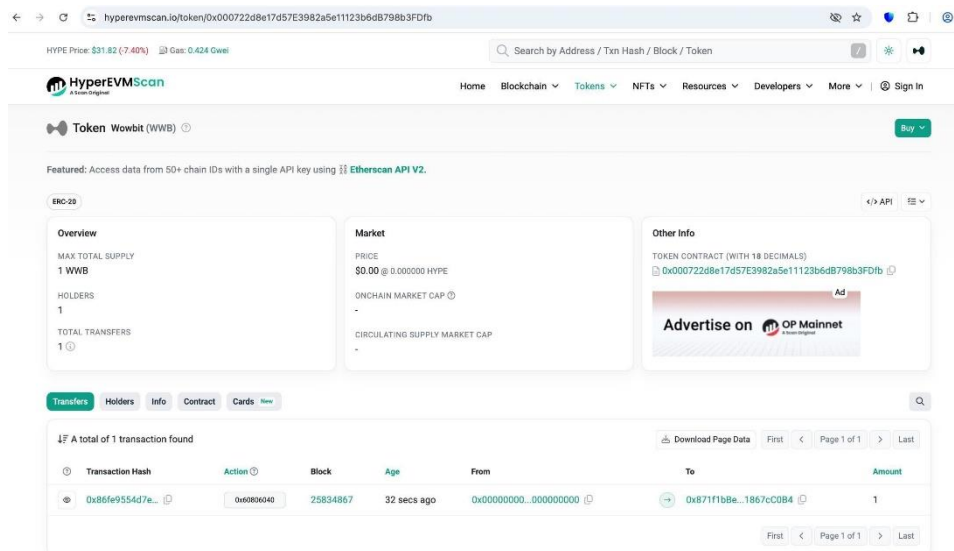 hyperevmscan.io/token/0x000722d8e17d57E3982a5e11123b6dB798b3FDfb
HYPE Price: $31.82 (-7.40%) Gas: 0.424 Gwei
Search by Address / Txn Hash / Block / Token /
HyperEVMScan
A Scan Original
Home Blockchain Tokens NFTs Resources Developers More | Sign In
Token Wowbit (WWB)
Buy
Featured: Access data from 50+ chain IDs with a single API key using Etherscan API V2.
ERC-20
</> API
Overview
MAX TOTAL SUPPLY
1 WWB
HOLDERS
1
TOTAL TRANSFERS
1
Market
PRICE
$0.00 @ 0.000000 HYPE
ONCHAIN MARKET CAP
-
CIRCULATING SUPPLY MARKET CAP
-
Other Info
TOKEN CONTRACT (WITH 18 DECIMALS)
0x000722d8e17d57E3982a5e11123b6dB798b3FDfb
Ad
Advertise on OP Mainnet
A Scan Original
Transfers Holders Info Contract Cards New
A total of 1 transaction found
Download Page Data First < Page 1 of 1 > Last
Transaction Hash Action Block Age From To Amount
0x86fe9554d7e... 0x60806040 25834867 32 secs ago 0x00000000...000000000 0x871f1bBe...1867cC0B4 1
First < Page 1 of 1 > Last